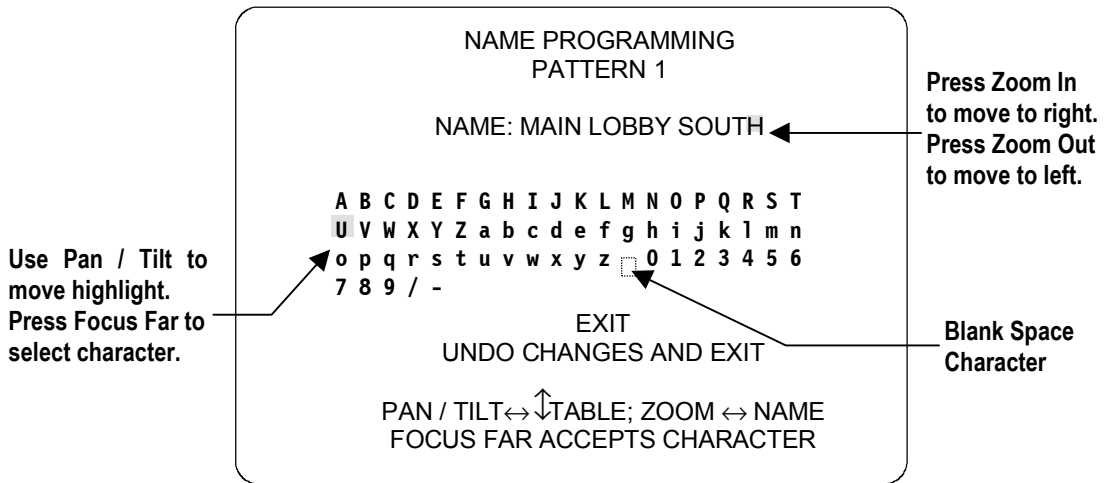 NAME PROGRAMMING
PATTERN 1
NAME: MAIN LOBBY SOUTH
Press Zoom In
to move to right.
Press Zoom Out
to move to left.
A B C D E F G H I J K L M N O P Q R S T
U V W X Y Z a b c d e f g h i j k l m n
o p q r s t u v w x y z 0 1 2 3 4 5 6
7 8 9 / -
Use Pan / Tilt to
move highlight.
Press Focus Far to
select character.
Blank Space
Character
EXIT
UNDO CHANGES AND EXIT
PAN / TILT↔↕TABLE; ZOOM ↔ NAME
FOCUS FAR ACCEPTS CHARACTER